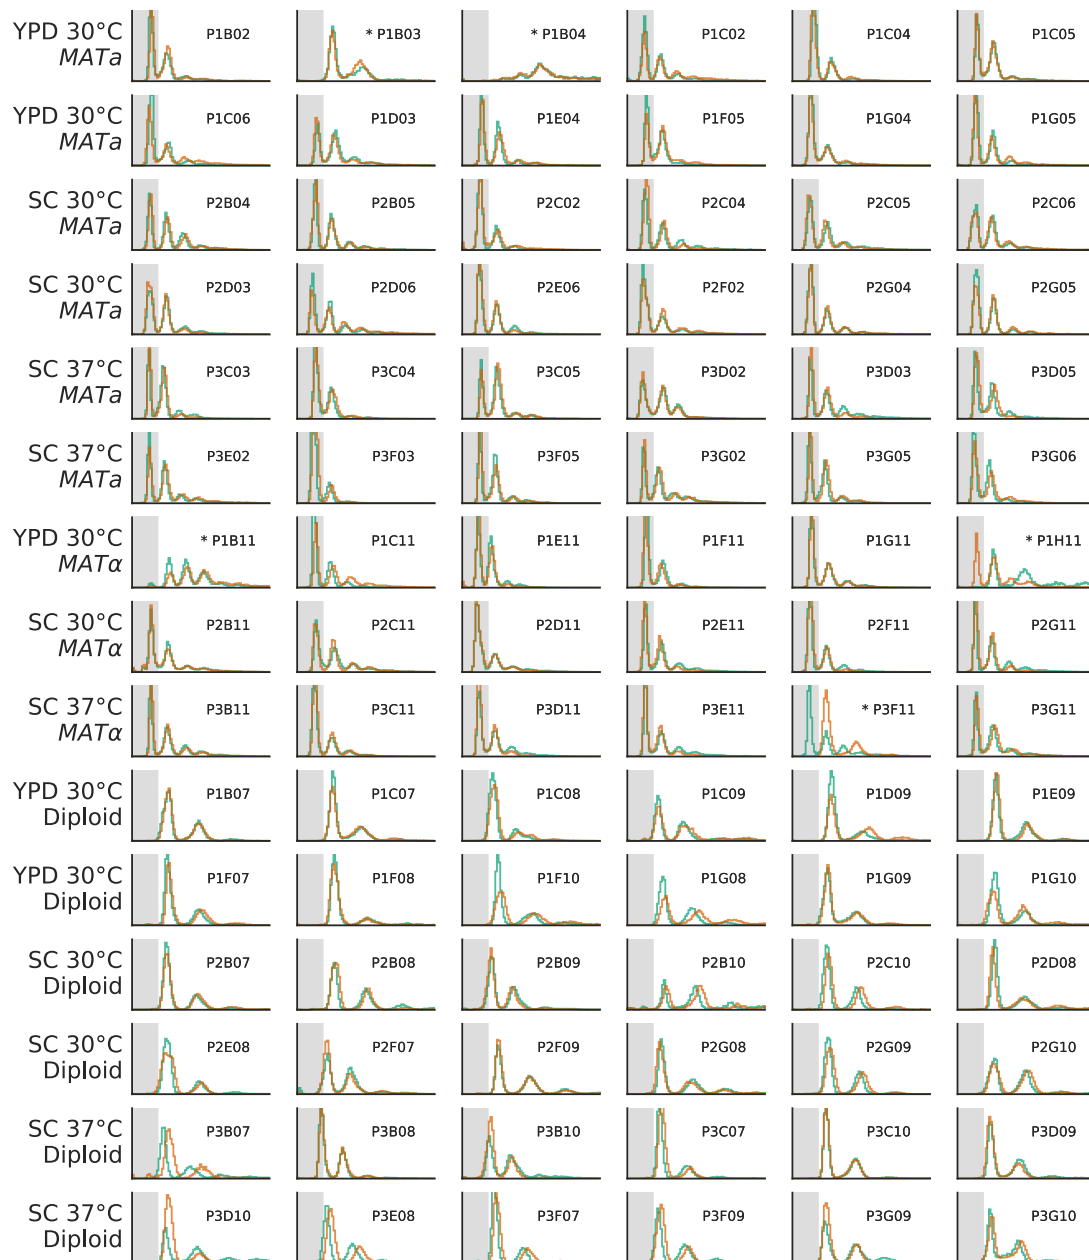 YPD 30°C
MATa
P1B02
* P1B03
* P1B04
P1C02
P1C04
P1C05
YPD 30°C
MATa
P1C06
P1D03
P1E04
P1F05
P1G04
P1G05
SC 30°C
MATa
P2B04
P2B05
P2C02
P2C04
P2C05
P2C06
SC 30°C
MATa
P2D03
P2D06
P2E06
P2F02
P2G04
P2G05
SC 37°C
MATa
P3C03
P3C04
P3C05
P3D02
P3D03
P3D05
SC 37°C
MATa
P3E02
P3F03
P3F05
P3G02
P3G05
P3G06
YPD 30°C
MATα
* P1B11
P1C11
P1E11
P1F11
P1G11
* P1H11
SC 30°C
MATα
P2B11
P2C11
P2D11
P2E11
P2F11
P2G11
SC 37°C
MATα
P3B11
P3C11
P3D11
P3E11
* P3F11
P3G11
YPD 30°C
Diploid
P1B07
P1C07
P1C08
P1C09
P1D09
P1E09
YPD 30°C
Diploid
P1F07
P1F08
P1F10
P1G08
P1G09
P1G10
SC 30°C
Diploid
P2B07
P2B08
P2B09
P2B10
P2C10
P2D08
SC 30°C
Diploid
P2E08
P2F07
P2F09
P2G08
P2G09
P2G10
SC 37°C
Diploid
P3B07
P3B08
P3B10
P3C07
P3C10
P3D09
SC 37°C
Diploid
P3D10
P3E08
P3F07
P3F09
P3G09
P3G10